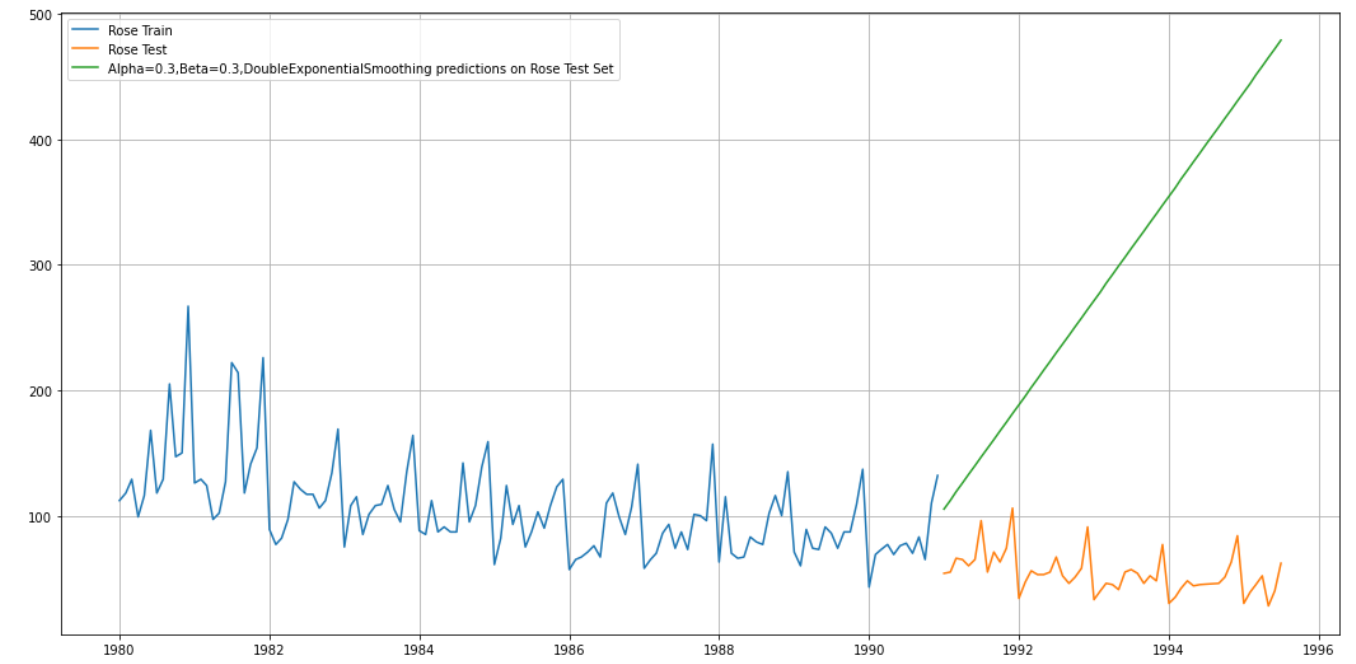 500
Rose Train
Rose Test
Alpha=0.3,Beta=0.3,DoubleExponentialSmoothing predictions on Rose Test Set
400
300
200
100
1980 1982 1984 1986 1988 1990 1992 1994 1996